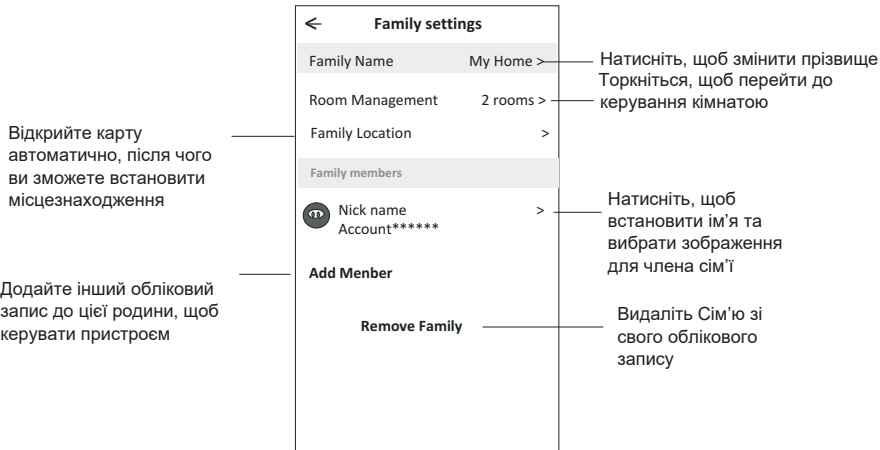 Family settings
Family Name My Home >
Room Management 2 rooms >
Family Location >
Family members
Nick name >
Account******
Add Menber
Remove Family
Відкрийте карту
автоматично, після чого
ви зможете встановити
місцезнаходження
Додайте інший обліковий
запис до цієї родини, щоб
керувати пристроєм
Натисніть, щоб змінити прізвище
Торкніться, щоб перейти до
керування кімнатою
Натисніть, щоб
встановити ім’я та
вибрати зображення
для члена сім’ї
Видаліть Сім’ю зі
свого облікового
запису